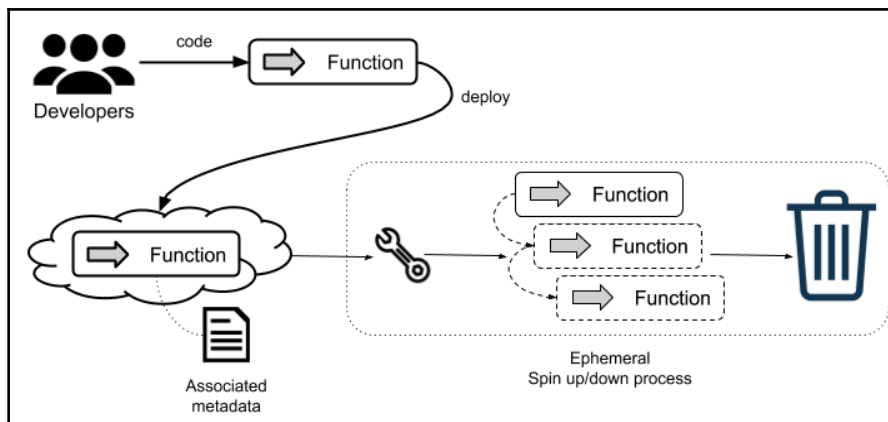 code
Function
Developers
deploy
Function
Function
Function
Function
Associated
metadata
Ephemeral
Spin up/down process